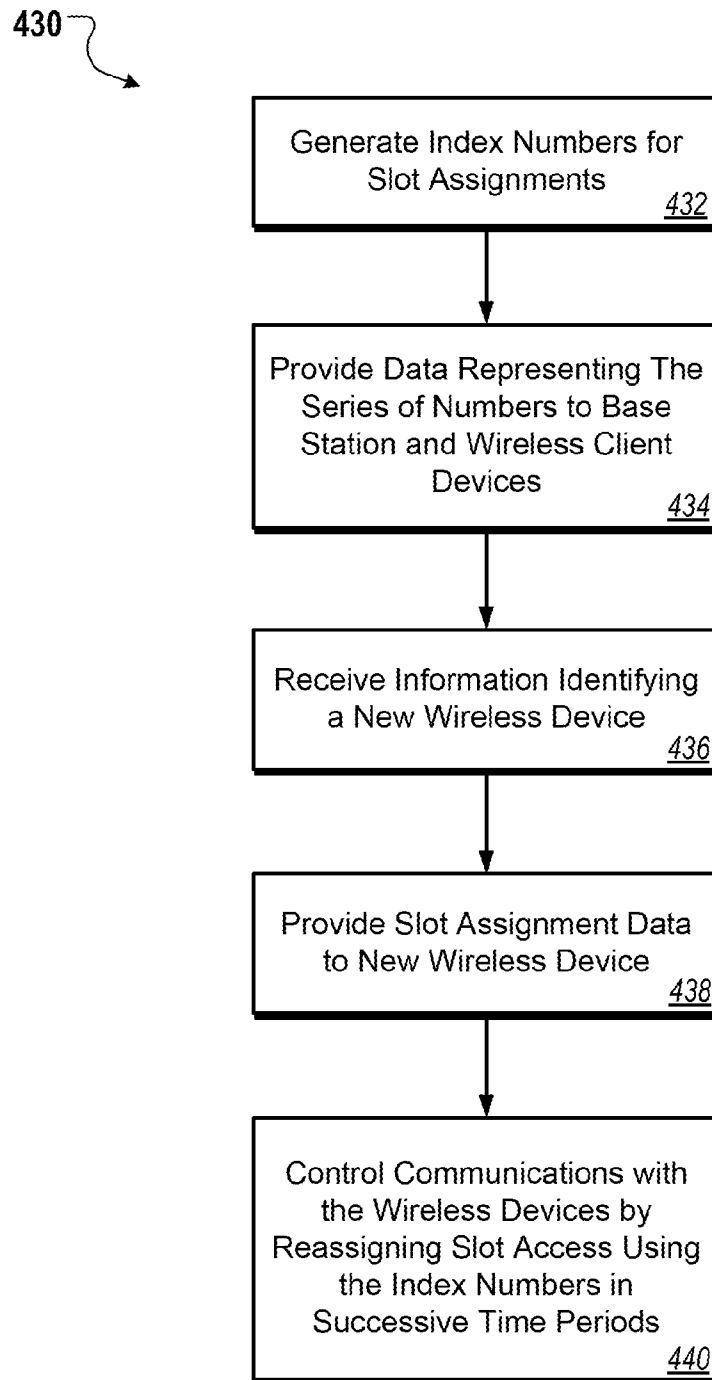 430
Generate Index Numbers for
Slot Assignments
432
Provide Data Representing The
Series of Numbers to Base
Station and Wireless Client
Devices
434
Receive Information Identifying
a New Wireless Device
436
Provide Slot Assignment Data
to New Wireless Device
438
Control Communications with
the Wireless Devices by
Reassigning Slot Access Using
the Index Numbers in
Successive Time Periods
440